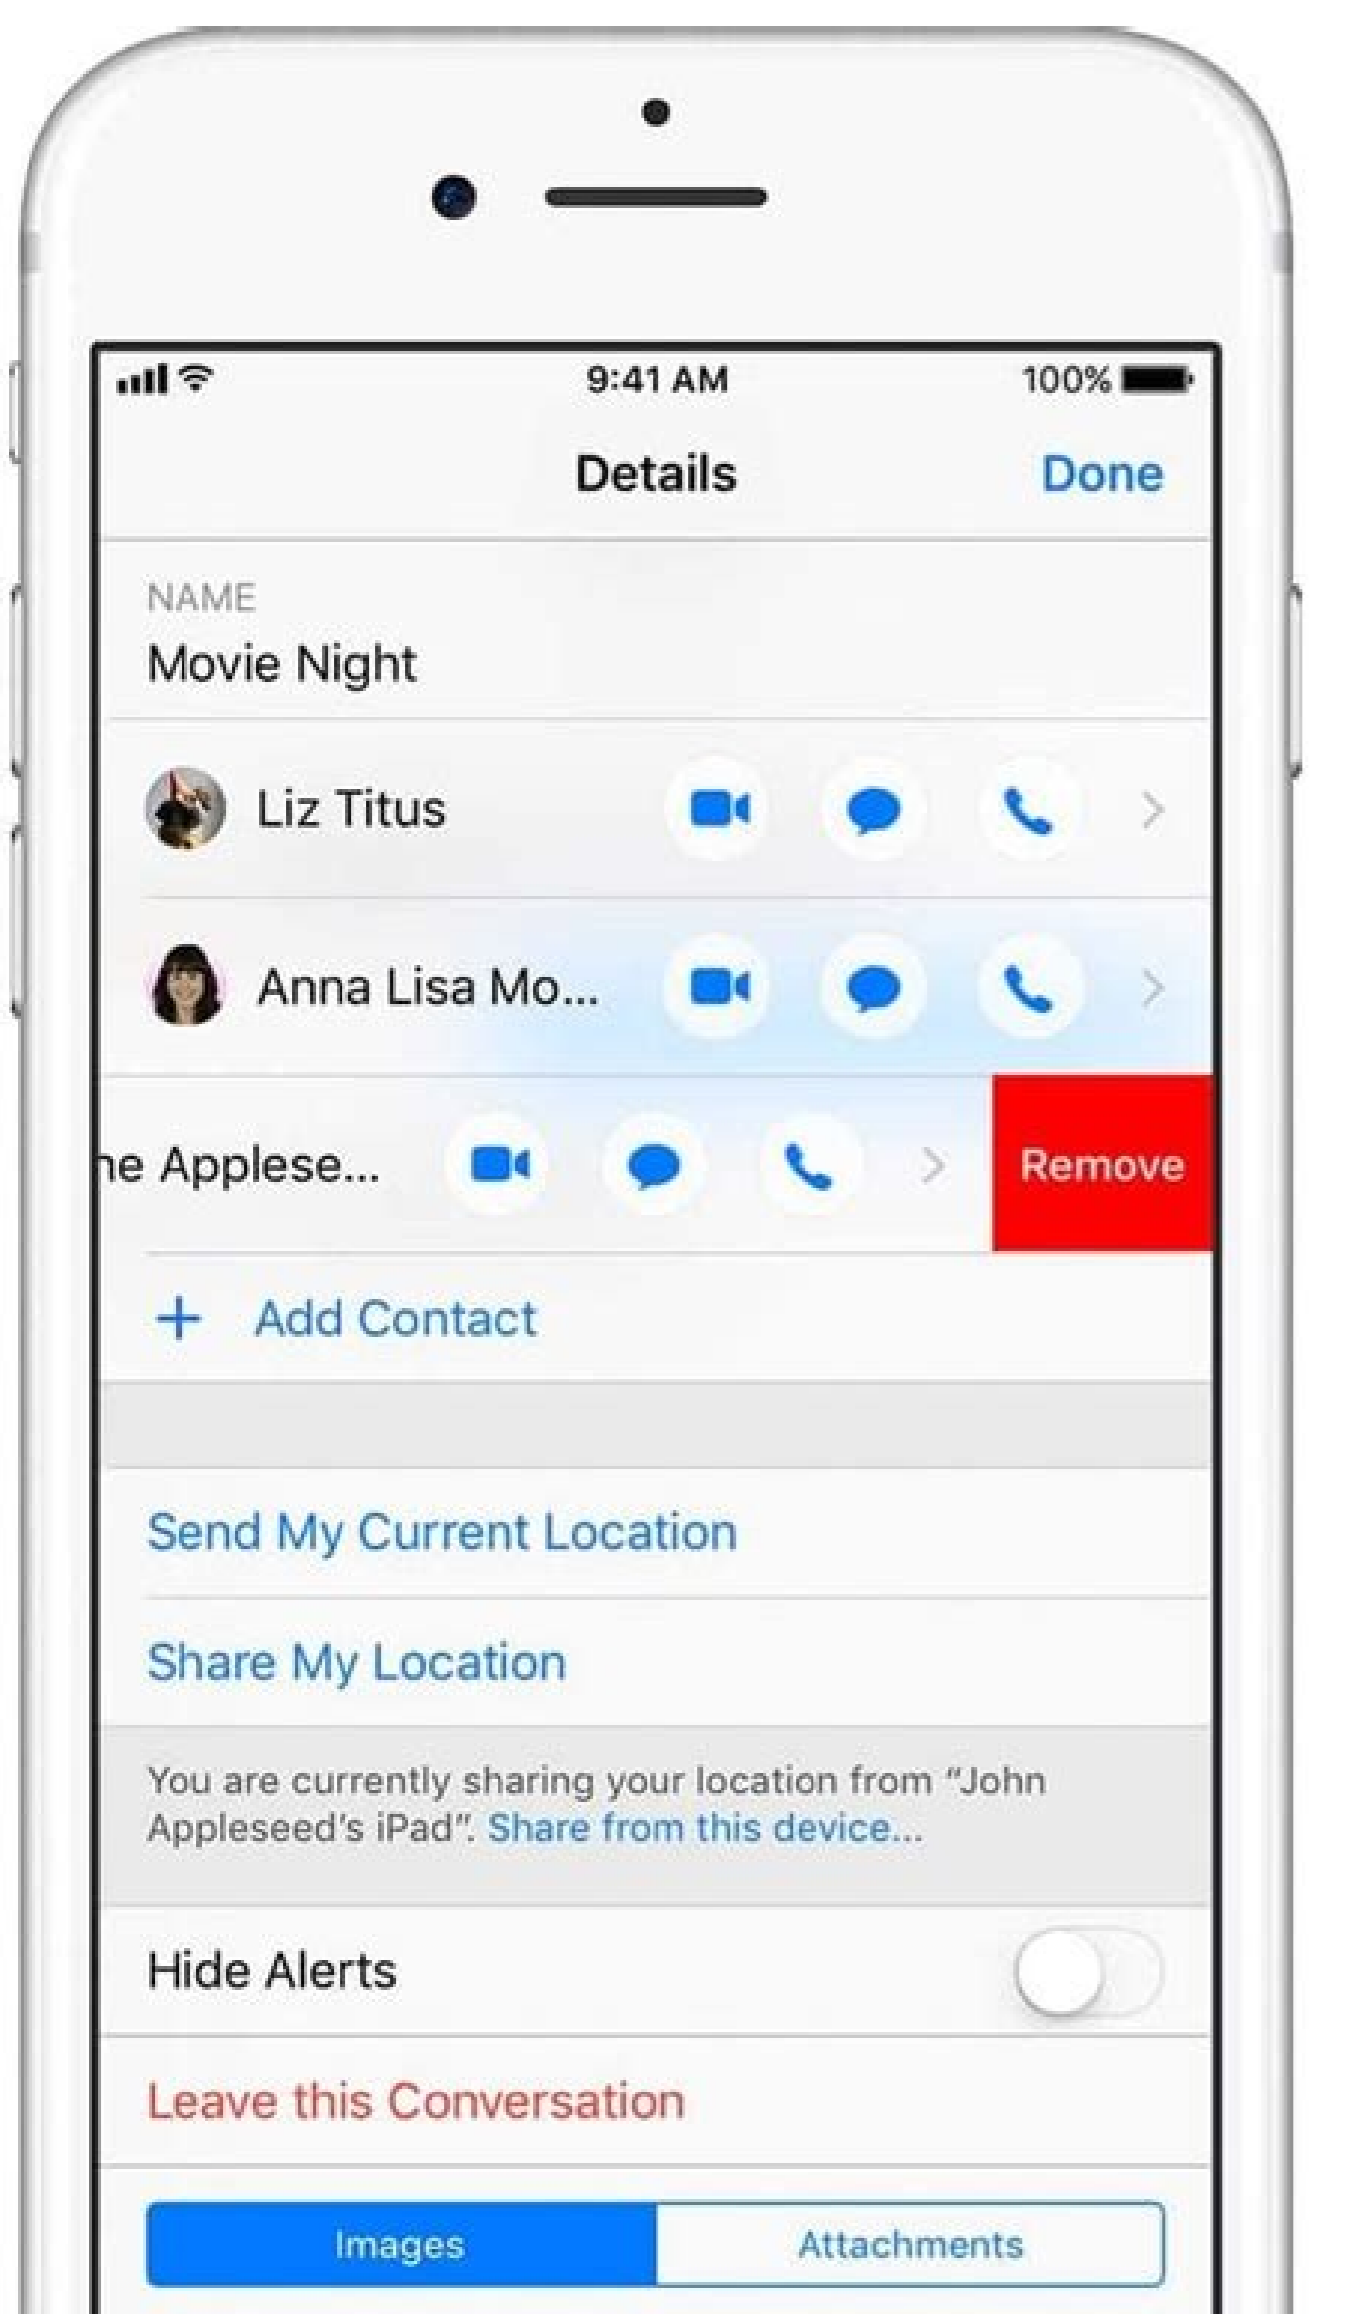 9:41 AM 100%
Details Done
NAME
Movie Night
Liz Titus
Anna Lisa Mo...
ne Applese... Remove
+ Add Contact
Send My Current Location
Share My Location
You are currently sharing your location from “John
Appleseed’s iPad”. Share from this device...
Hide Alerts
Leave this Conversation
Images Attachments